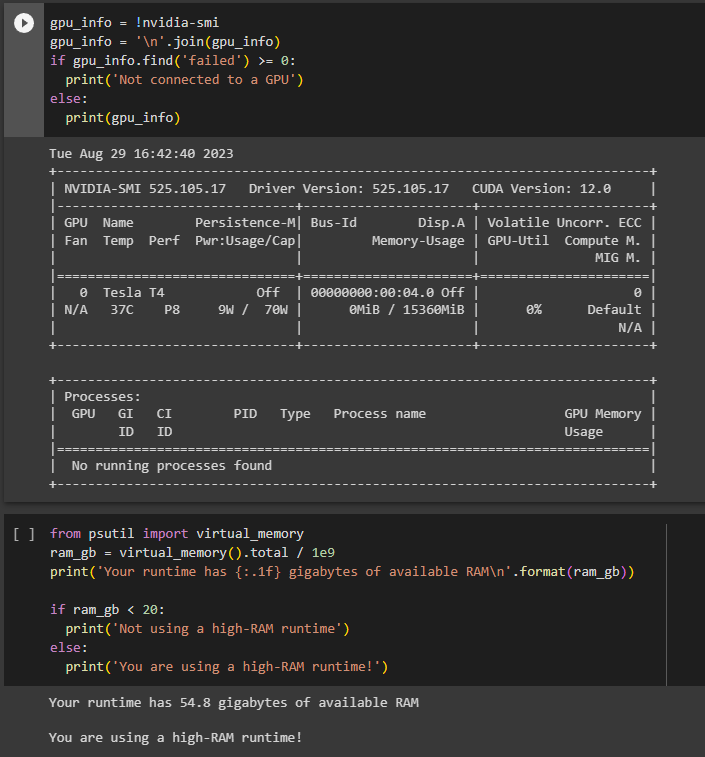 gpu_info = !nvidia-smi
gpu_info = '\n'.join(gpu_info)
if gpu_info.find('failed') >= 0:
  print('Not connected to a GPU')
else:
  print(gpu_info)
Tue Aug 29 16:42:40 2023
+-----------------------------------------------------------------------------+
| NVIDIA-SMI 525.105.17   Driver Version: 525.105.17   CUDA Version: 12.0     |
|-------------------------------+----------------------+----------------------+
| GPU  Name        Persistence-M| Bus-Id        Disp.A | Volatile Uncorr. ECC |
| Fan  Temp  Perf  Pwr:Usage/Cap|         Memory-Usage | GPU-Util  Compute M. |
|                               |                      |               MIG M. |
|===============================+======================+======================|
|   0  Tesla T4            Off  | 00000000:00:04.0 Off |                    0 |
| N/A   37C    P8     9W /  70W |      0MiB / 15360MiB |      0%      Default |
|                               |                      |                  N/A |
+-------------------------------+----------------------+----------------------+

+-----------------------------------------------------------------------------+
| Processes:                                                                  |
|  GPU   GI   CI        PID   Type   Process name                  GPU Memory |
|        ID   ID                                                   Usage      |
|=============================================================================|
|  No running processes found                                                 |
+-----------------------------------------------------------------------------+
[ ] from psutil import virtual_memory
ram_gb = virtual_memory().total / 1e9
print('Your runtime has {:.1f} gigabytes of available RAM\n'.format(ram_gb))

if ram_gb < 20:
  print('Not using a high-RAM runtime')
else:
  print('You are using a high-RAM runtime!')
Your runtime has 54.8 gigabytes of available RAM

You are using a high-RAM runtime!